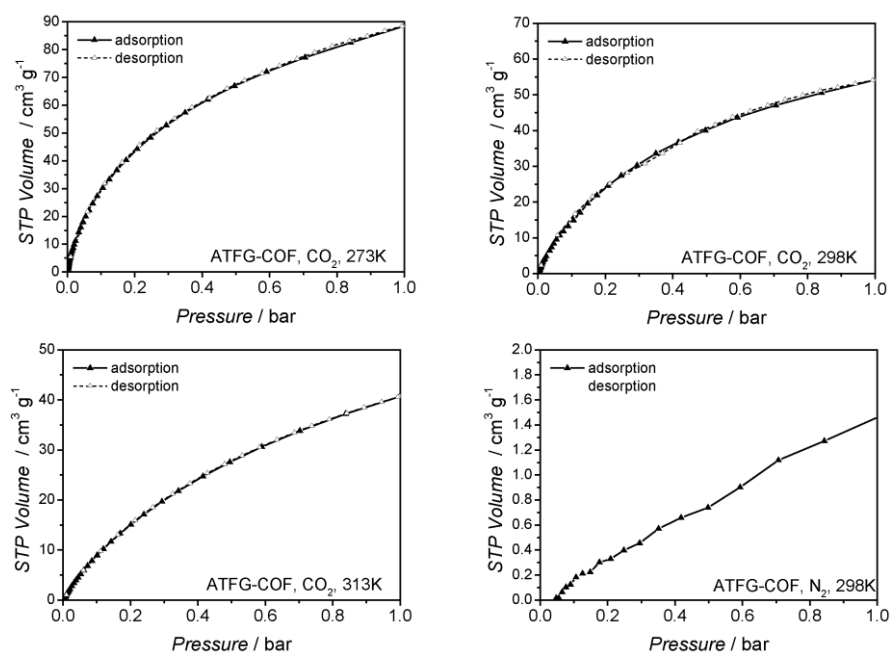 90
80
70
60
50
40
30
20
10
0
STP Volume / cm³ g⁻¹
adsorption
desorption
ATFG-COF, CO₂, 273K
0.0 0.2 0.4 0.6 0.8 1.0
Pressure / bar
70
60
50
40
30
20
10
0
STP Volume / cm³ g⁻¹
adsorption
desorption
ATFG-COF, CO₂, 298K
0.0 0.2 0.4 0.6 0.8 1.0
Pressure / bar
50
40
30
20
10
0
STP Volume / cm³ g⁻¹
adsorption
desorption
ATFG-COF, CO₂, 313K
0.0 0.2 0.4 0.6 0.8 1.0
Pressure / bar
2.0
1.8
1.6
1.4
1.2
1.0
0.8
0.6
0.4
0.2
0.0
STP Volume / cm³ g⁻¹
adsorption
desorption
ATFG-COF, N₂, 298K
0.0 0.2 0.4 0.6 0.8 1.0
Pressure / bar